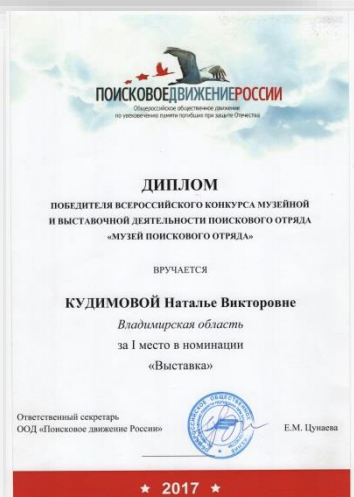 ПОИСКОВОЕДВИЖЕНИЕРОССИИ
Общероссийское общественное движение
по увековечению памяти погибших при защите Отечества
ДИПЛОМ
ПОБЕДИТЕЛЯ ВСЕРОССИЙСКОГО КОНКУРСА МУЗЕЙНОЙ
И ВЫСТАВОЧНОЙ ДЕЯТЕЛЬНОСТИ ПОИСКОВОГО ОТРЯДА
«МУЗЕЙ ПОИСКОВОГО ОТРЯДА»
ВРУЧАЕТСЯ
КУДИМОВОЙ Наталье Викторовне
Владимирская область
за I место в номинации
«Выставка»
Ответственный секретарь
ООД «Поисковое движение России»
Е.М. Цунаева
★ 2017 ★